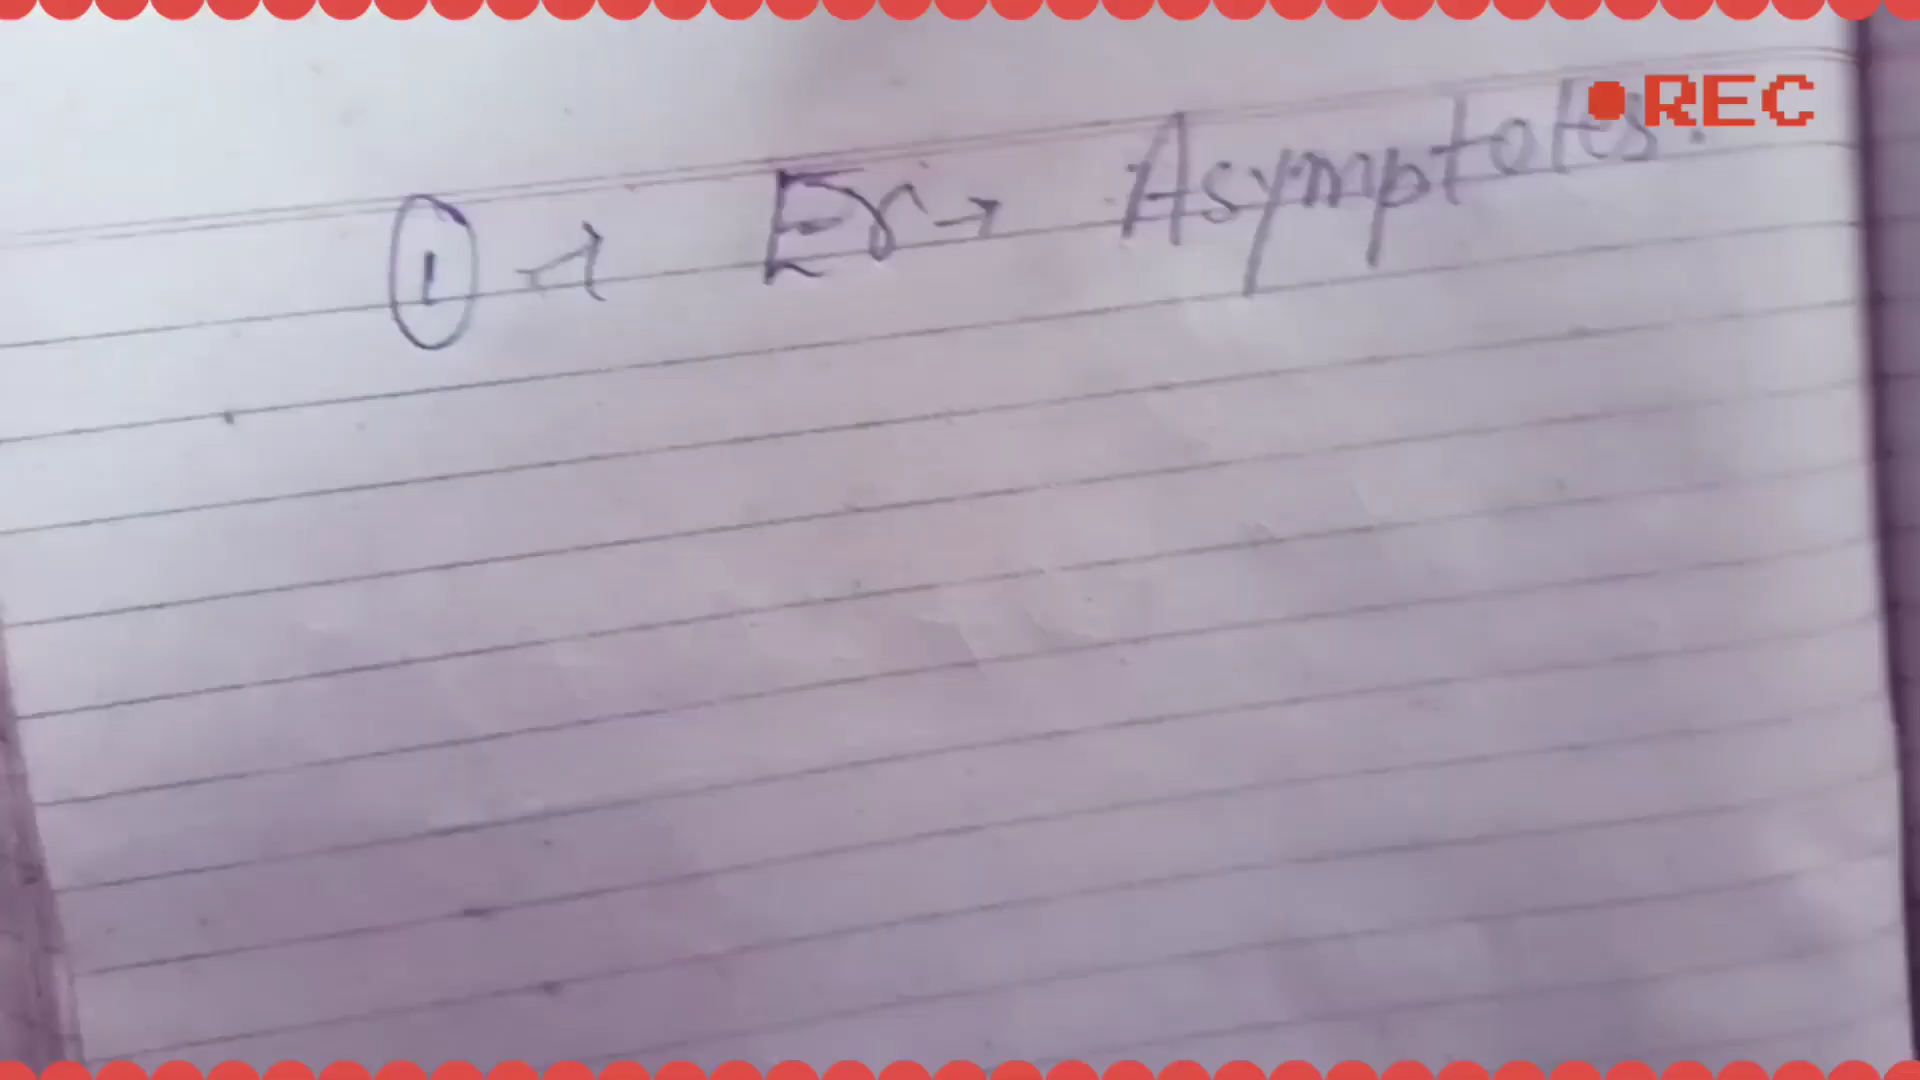 ① → Ex → Asymptotes.
REC